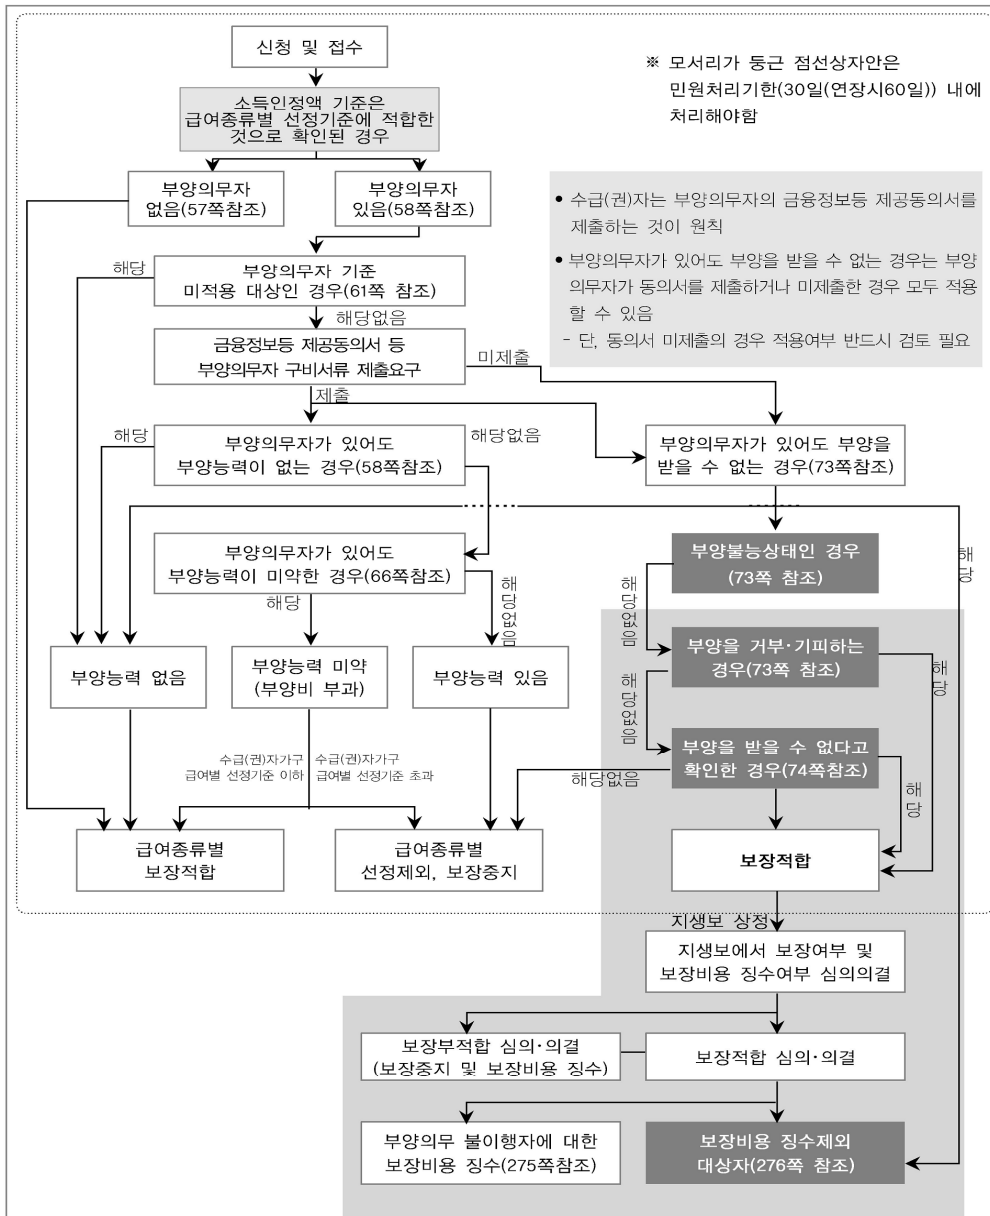 신청 및 접수
※ 모서리가 둥근 점선상자안은
민원처리기한(30일(연장시60일)) 내에
처리해야함
소득인정액 기준은
급여종류별 선정기준에 적합한
것으로 확인된 경우
부양의무자
없음(57쪽참조)
부양의무자
있음(58쪽참조)
• 수급(권)자는 부양의무자의 금융정보등 제공동의서를
제출하는 것이 원칙
• 부양의무자가 있어도 부양을 받을 수 없는 경우는 부양
의무자가 동의서를 제출하거나 미제출한 경우 모두 적용
할 수 있음
- 단, 동의서 미제출의 경우 적용여부 반드시 검토 필요
해당
부양의무자 기준
미적용 대상인 경우(61쪽 참조)
해당없음
금융정보등 제공동의서 등
부양의무자 구비서류 제출요구
미제출
제출
해당
부양의무자가 있어도
부양능력이 없는 경우(58쪽참조)
해당없음
부양의무자가 있어도 부양을
받을 수 없는 경우(73쪽참조)
부양의무자가 있어도
부양능력이 미약한 경우(66쪽참조)
해당
해당없음
부양불능상태인 경우
(73쪽 참조)
해당
해당없음
부양능력 없음
부양능력 미약
(부양비 부과)
부양능력 있음
부양을 거부·기피하는
경우(73쪽 참조)
해당
해당없음
수급(권)자가구
급여별 선정기준 이하
수급(권)자가구
급여별 선정기준 초과
부양을 받을 수 없다고
확인한 경우(74쪽참조)
해당없음
해당
급여종류별
보장적합
급여종류별
선정제외, 보장중지
보장적합
지생보 상정
지생보에서 보장여부 및
보장비용 징수여부 심의의결
보장부적합 심의·의결
(보장중지 및 보장비용 징수)
보장적합 심의·의결
부양의무 불이행자에 대한
보장비용 징수(275쪽참조)
보장비용 징수제외
대상자(276쪽 참조)